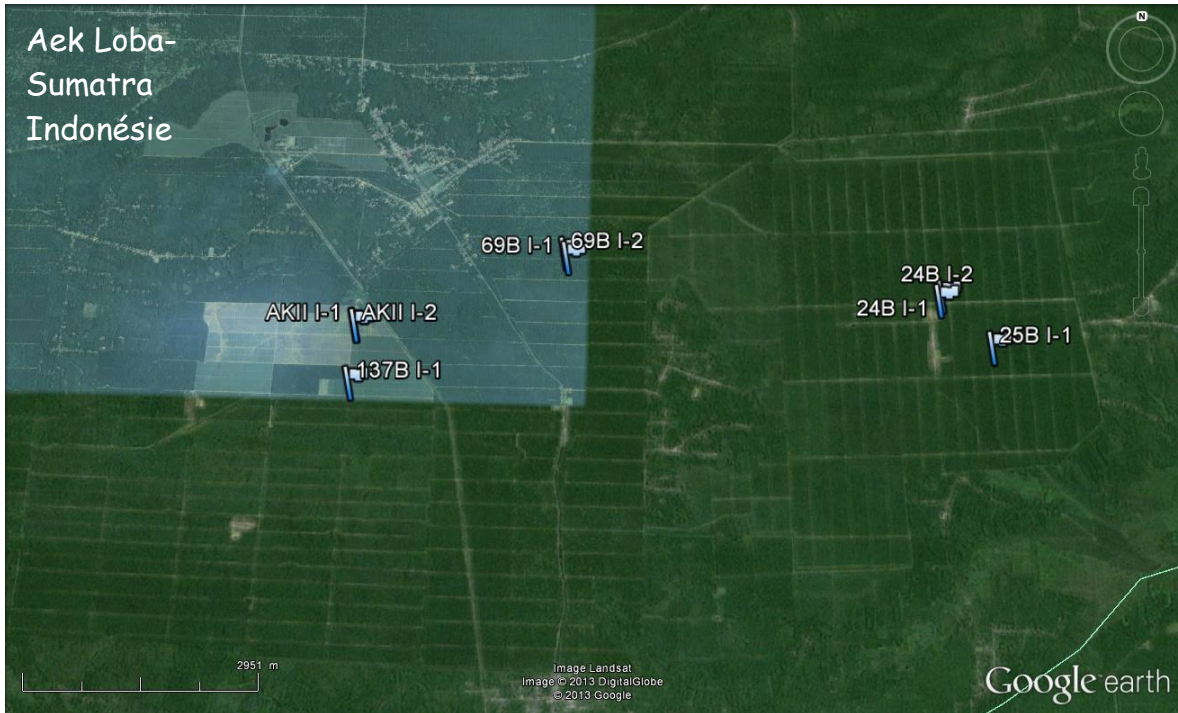 Aek Loba-
Sumatra
Indonésie
N
69B I-1
69B I-2
24B I-2
24B I-1
AKII I-1
AKII I-2
25B I-1
137B I-1
2951 m
Image Landsat
Image © 2013 DigitalGlobe
© 2013 Google
Google earth